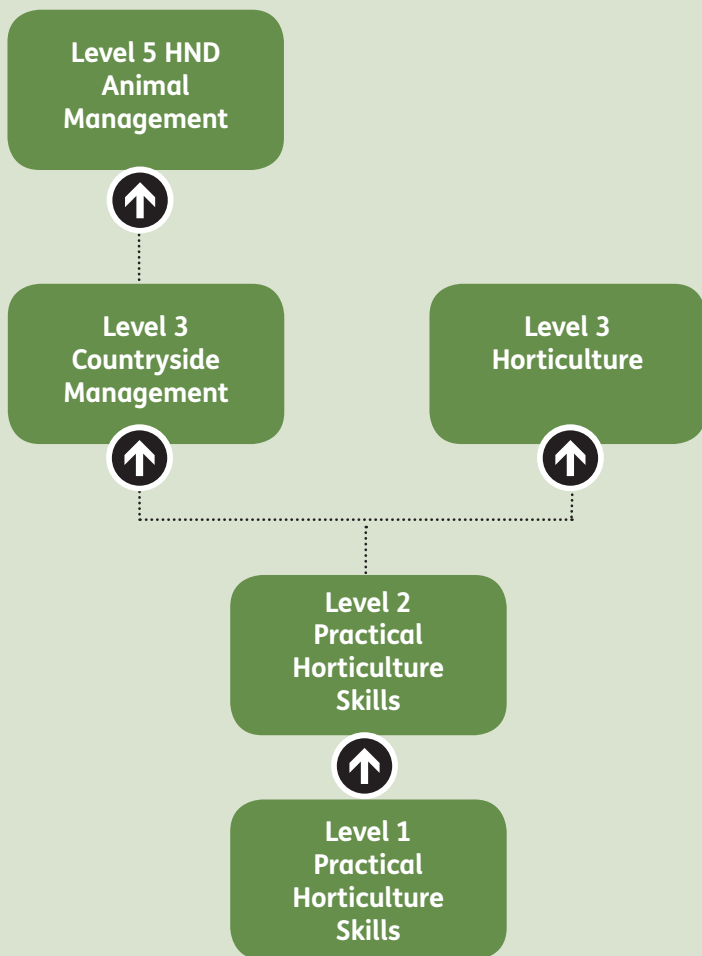 Level 5 HND
Animal
Management
Level 3
Countryside
Management
Level 3
Horticulture
Level 2
Practical
Horticulture
Skills
Level 1
Practical
Horticulture
Skills